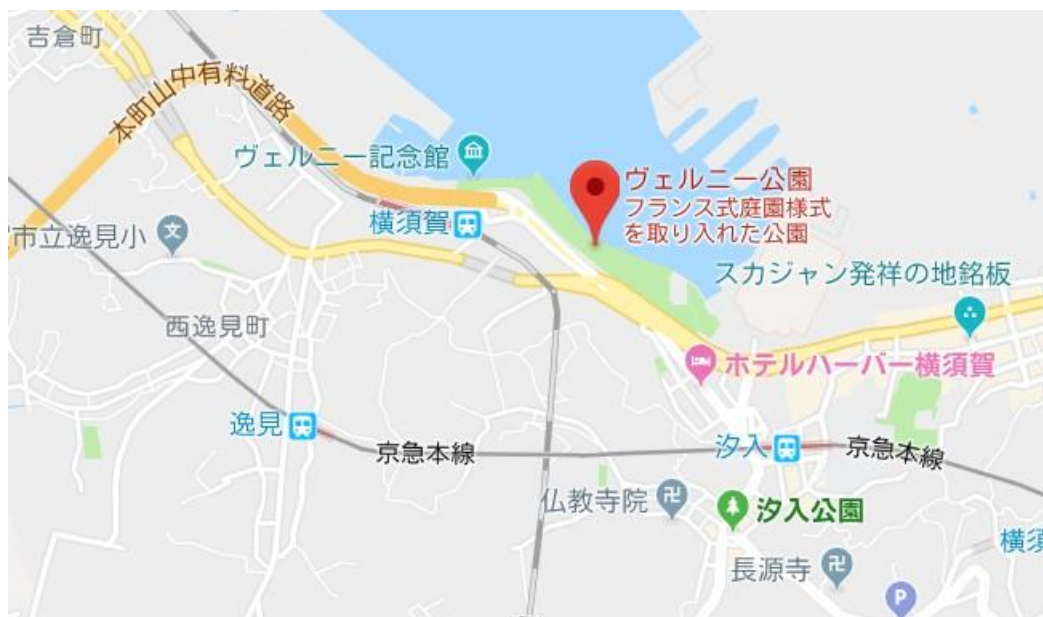 吉倉町
本町山中有料道路
ヴェルニー記念館
ヴェルニー公園
フランス式庭園様式
を取り入れた公園
横須賀
市立逸見小
文
スカジャン発祥の地銘板
西逸見町
ホテルハーバー横須賀
逸見
京急本線
汐入
京急本線
仏教寺院
卍
汐入公園
横須
長源寺
卍
P